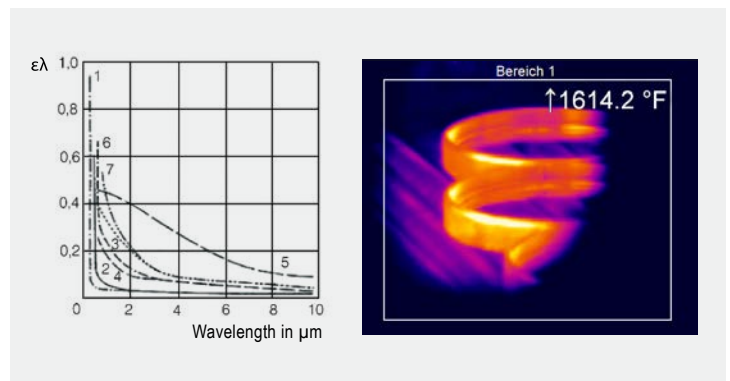 ελ
1,0
0,8
0,6
0,4
0,2
0 2 4 6 8 10
1
6
7
3
2
4
5
Wavelength in µm
Bereich 1
↑1614.2 °F